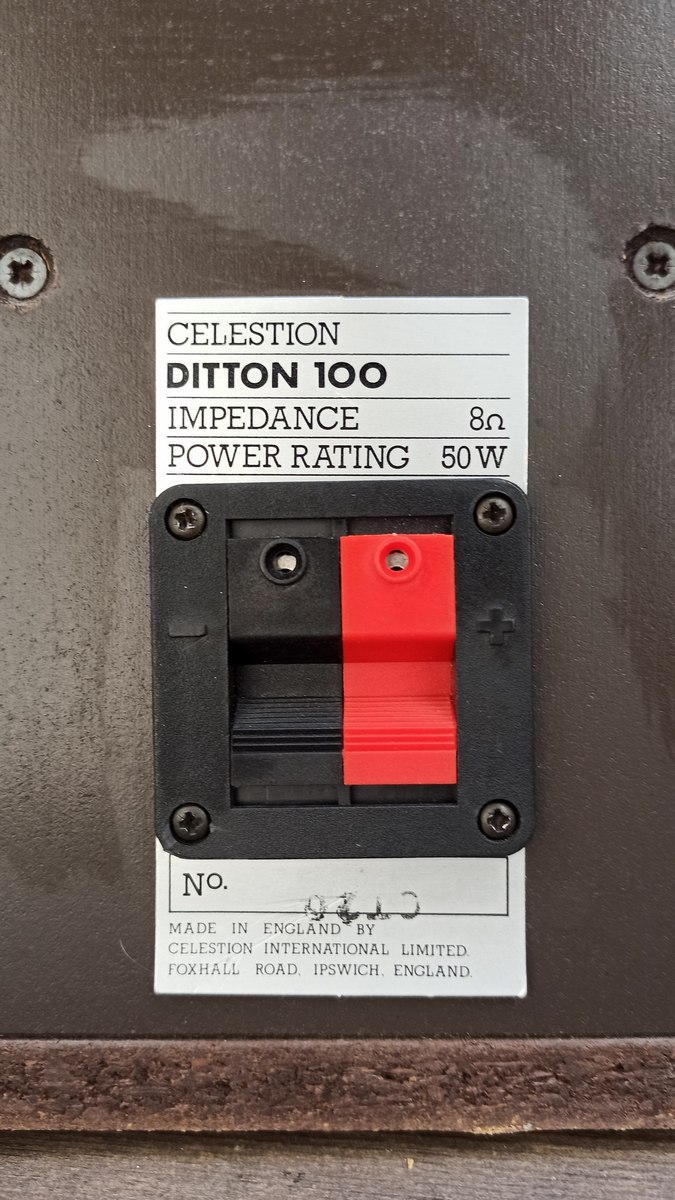 CELESTION
DITTON 100
IMPEDANCE 8Ω
POWER RATING 50 W
− +
No.
MADE IN ENGLAND BY
CELESTION INTERNATIONAL LIMITED.
FOXHALL ROAD, IPSWICH, ENGLAND.